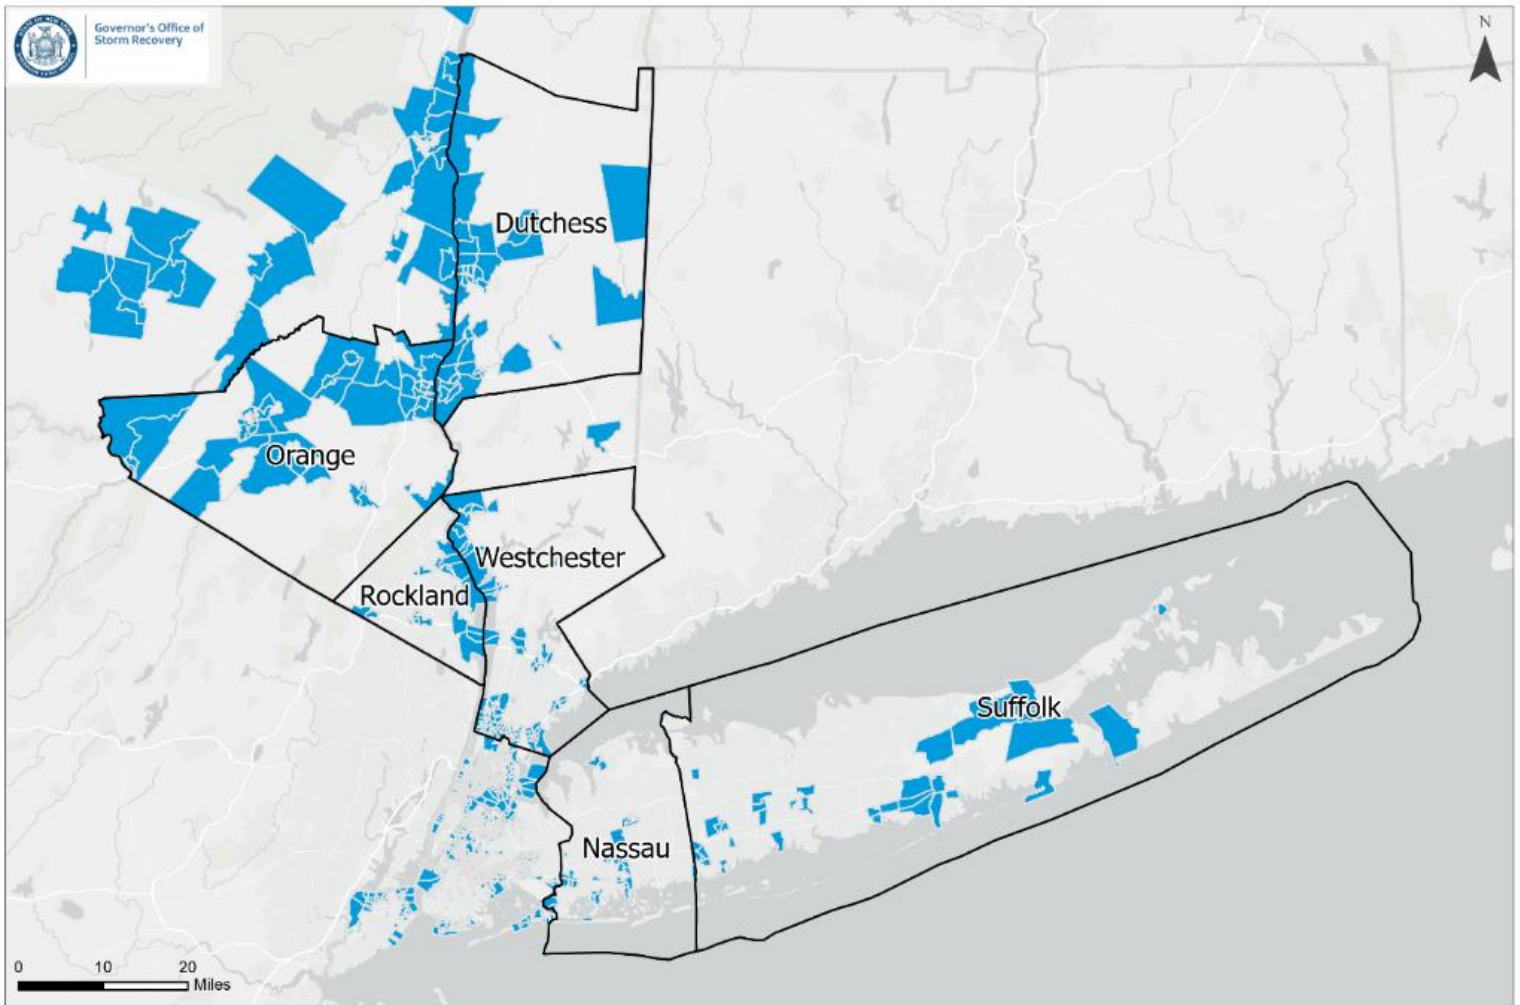 Governor's Office of
Storm Recovery
N
Dutchess
Orange
Westchester
Rockland
Suffolk
Nassau
0 10 20
Miles